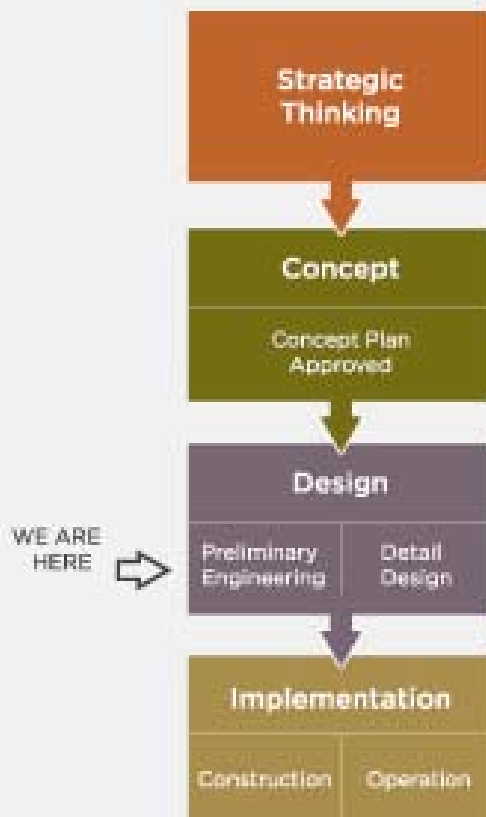 Strategic
Thinking
Concept
Concept Plan
Approved
Design
WE ARE
HERE
Preliminary
Engineering
Detail
Design
Implementation
Construction
Operation